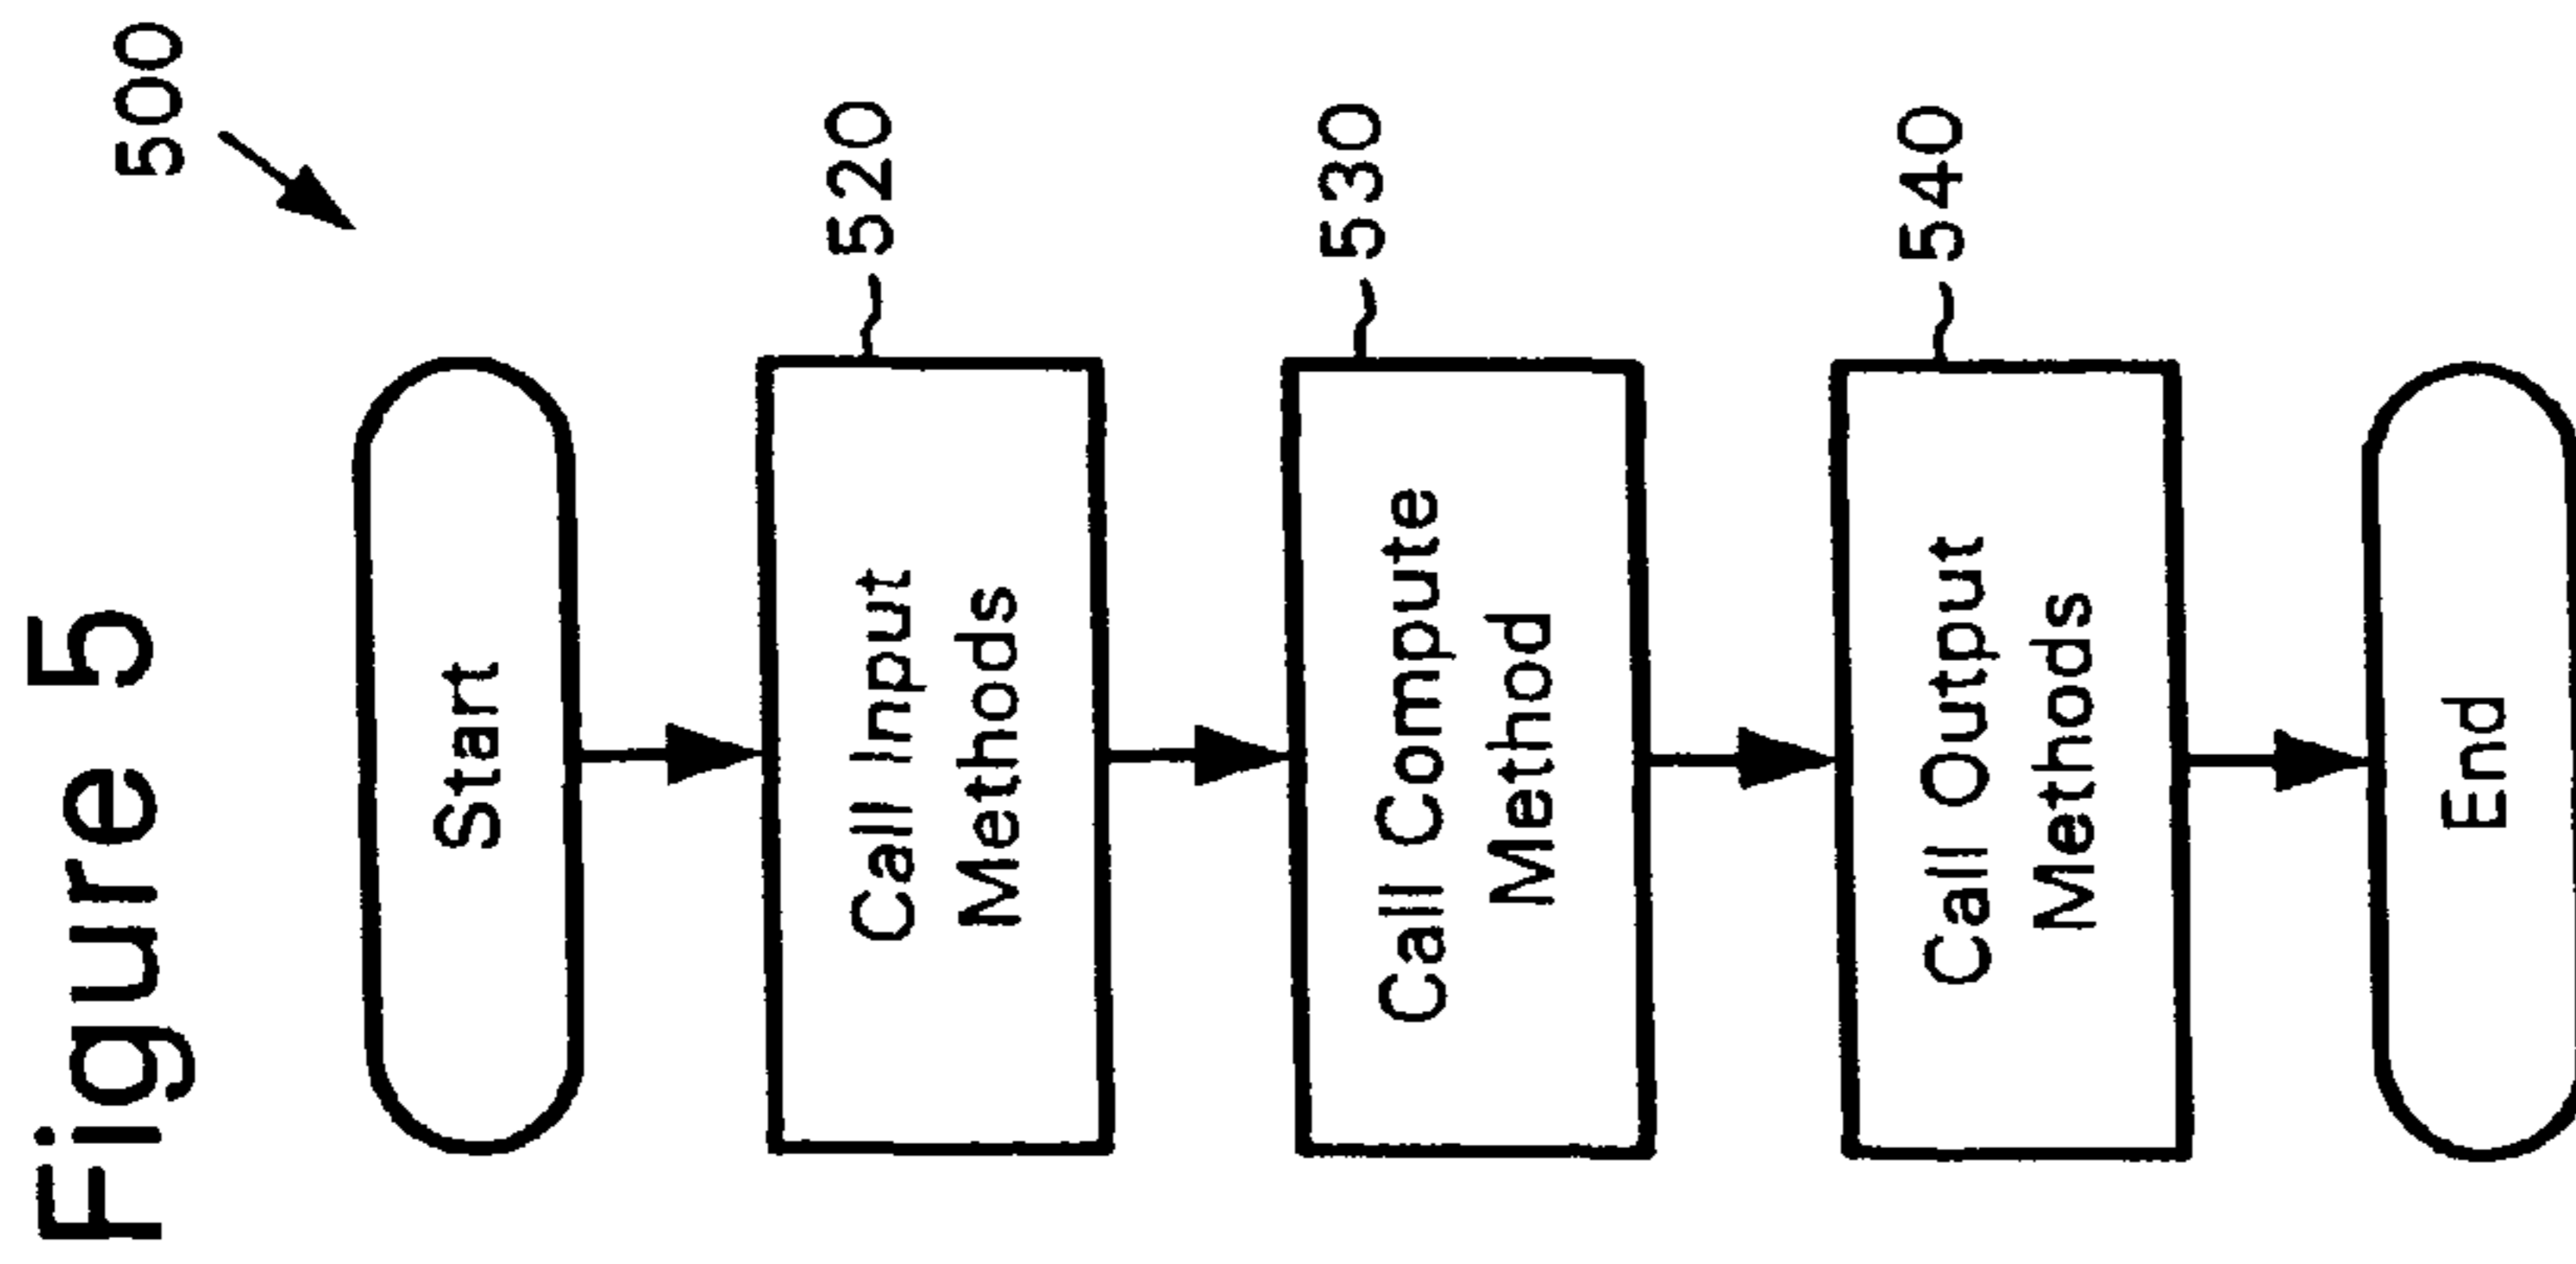 Figure 5
500
Start
Call Input
Methods
520
Call Compute
Method
530
Call Output
Methods
540
End